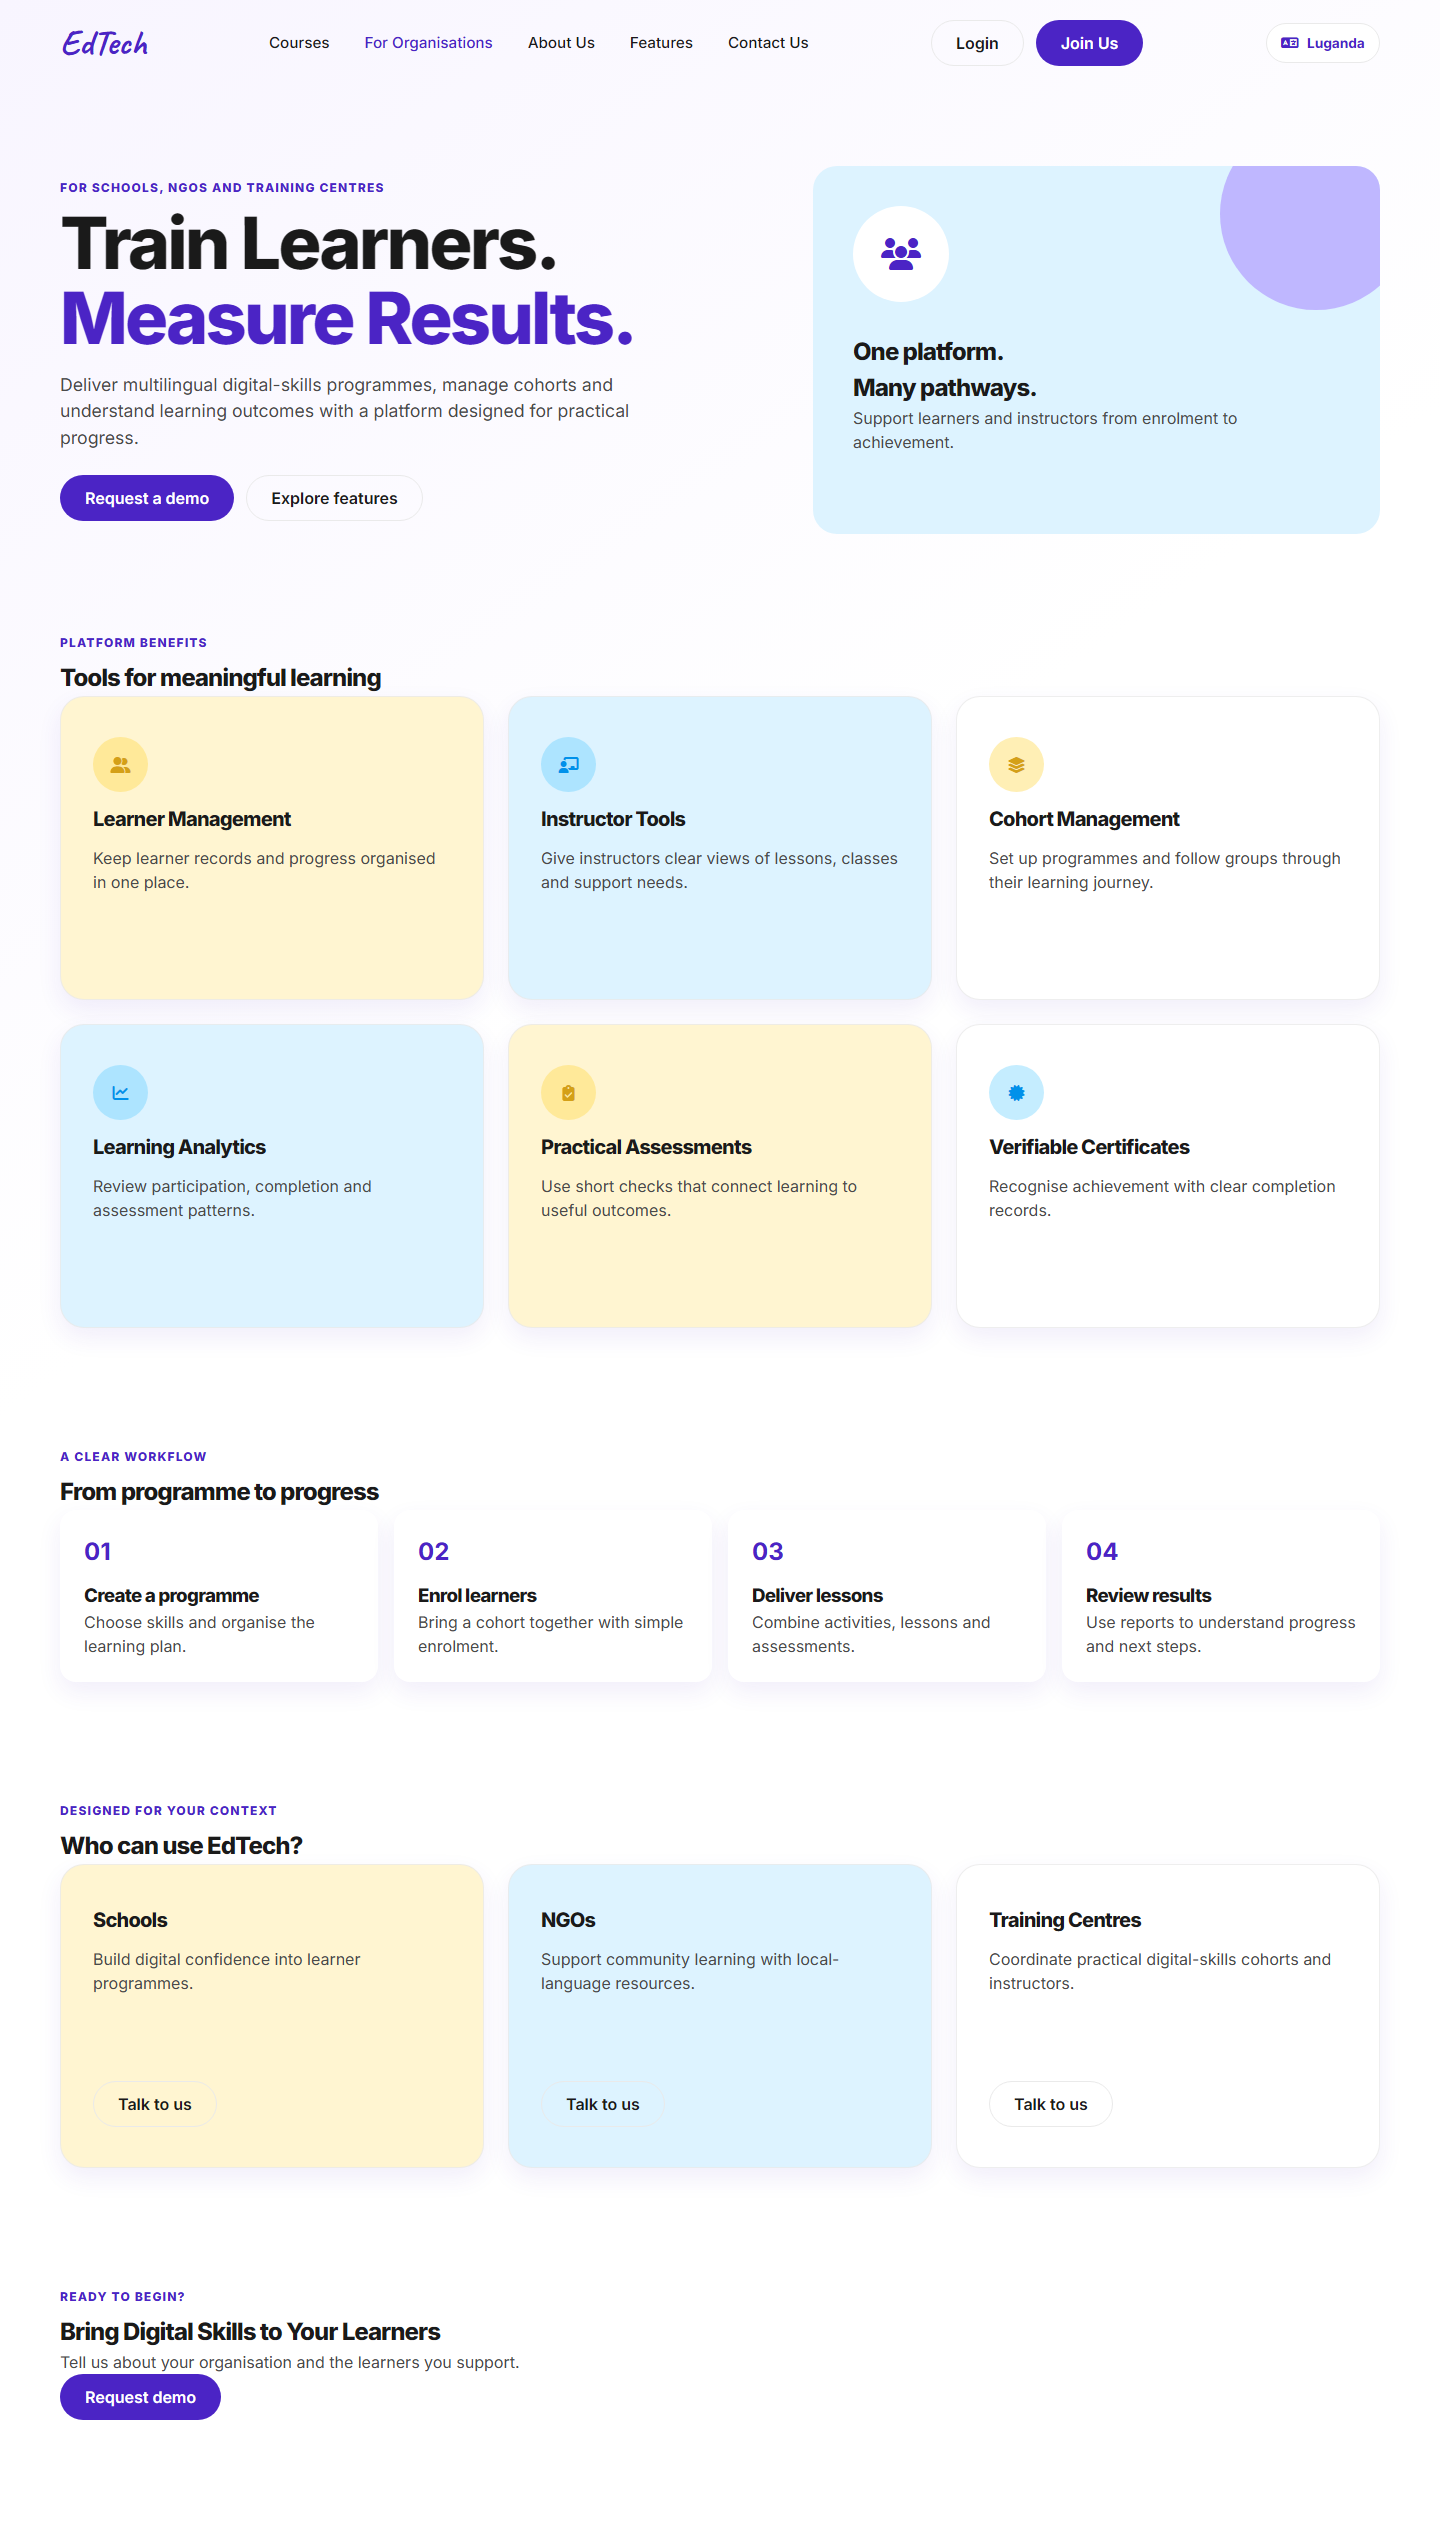 EdTech
Courses
For Organisations
About Us
Features
Contact Us
Login
Join Us
Luganda
FOR SCHOOLS, NGOS AND TRAINING CENTRES
Train Learners.
Measure Results.
Deliver multilingual digital-skills programmes, manage cohorts and
understand learning outcomes with a platform designed for practical
progress.
Request a demo
Explore features
One platform.
Many pathways.
Support learners and instructors from enrolment to
achievement.
PLATFORM BENEFITS
Tools for meaningful learning
Learner Management
Keep learner records and progress organised
in one place.
Instructor Tools
Give instructors clear views of lessons, classes
and support needs.
Cohort Management
Set up programmes and follow groups through
their learning journey.
Learning Analytics
Review participation, completion and
assessment patterns.
Practical Assessments
Use short checks that connect learning to
useful outcomes.
Verifiable Certificates
Recognise achievement with clear completion
records.
A CLEAR WORKFLOW
From programme to progress
01
Create a programme
Choose skills and organise the
learning plan.
02
Enrol learners
Bring a cohort together with simple
enrolment.
03
Deliver lessons
Combine activities, lessons and
assessments.
04
Review results
Use reports to understand progress
and next steps.
DESIGNED FOR YOUR CONTEXT
Who can use EdTech?
Schools
Build digital confidence into learner
programmes.
Talk to us
NGOs
Support community learning with local-
language resources.
Talk to us
Training Centres
Coordinate practical digital-skills cohorts and
instructors.
Talk to us
READY TO BEGIN?
Bring Digital Skills to Your Learners
Tell us about your organisation and the learners you support.
Request demo